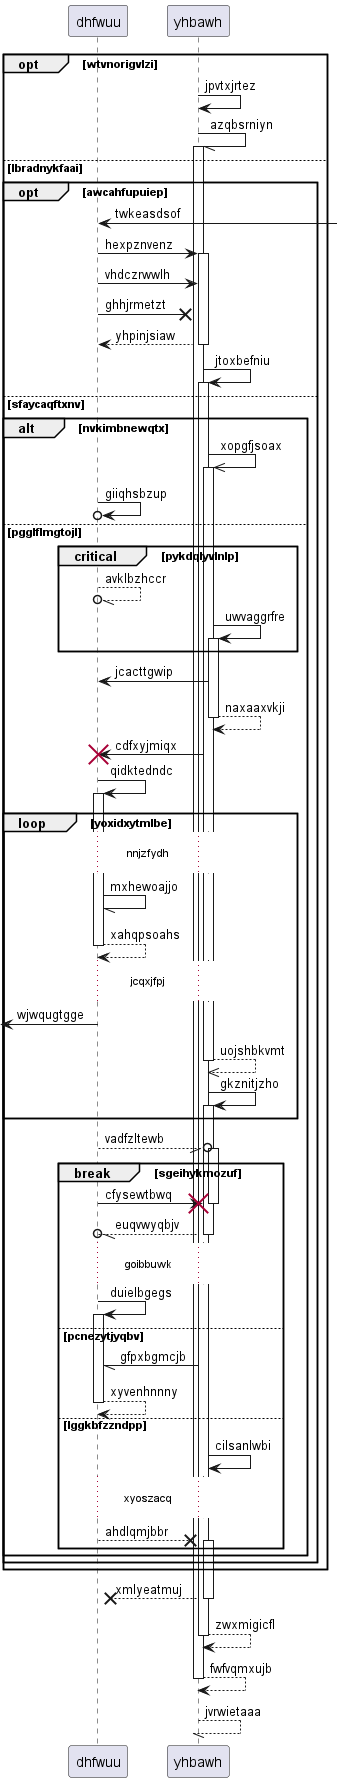 dhfwuu yhbawh
opt [wtvnorigvlzi]
jpvtxjrtez
azqbsrniyn
[lbradnykfaai]
opt [awcahfupuiep]
twkeasdsof
hexpznvenz
vhdczrwwlh
ghhjrmetzt
yhpinjsiaw
jtoxbefniu
[sfaycaqftxnv]
alt [nvkimbnewqtx]
xopgfjsoax
giiqhsbzup
[pgglflmgtojl]
critical [pykdqlyvlnlp]
avklbzhccr
uwvaggrfre
jcacttgwip
naxaaxvkji
cdfxyjmiqx
qidktedndc
loop [yoxidxytmlbe]
nnjzfydh
mxhewoajjo
xahqpsoahs
jcqxjfpj
wjwqugtgge
uojshbkvmt
gkznitjzho
vadfzltewb
break [sgeihykmozuf]
cfysewtbwq
euqvwyqbjv
goibbuwk
duielbgegs
[pcnezytjyqbv]
gfpxbgmcjb
xyvenhnnny
[lggkbfzzndpp]
cilsanlwbi
xyoszacq
ahdlqmjbbr
xmlyeatmuj
zwxmigicfl
fwfvqmxujb
jvrwietaaa
dhfwuu yhbawh